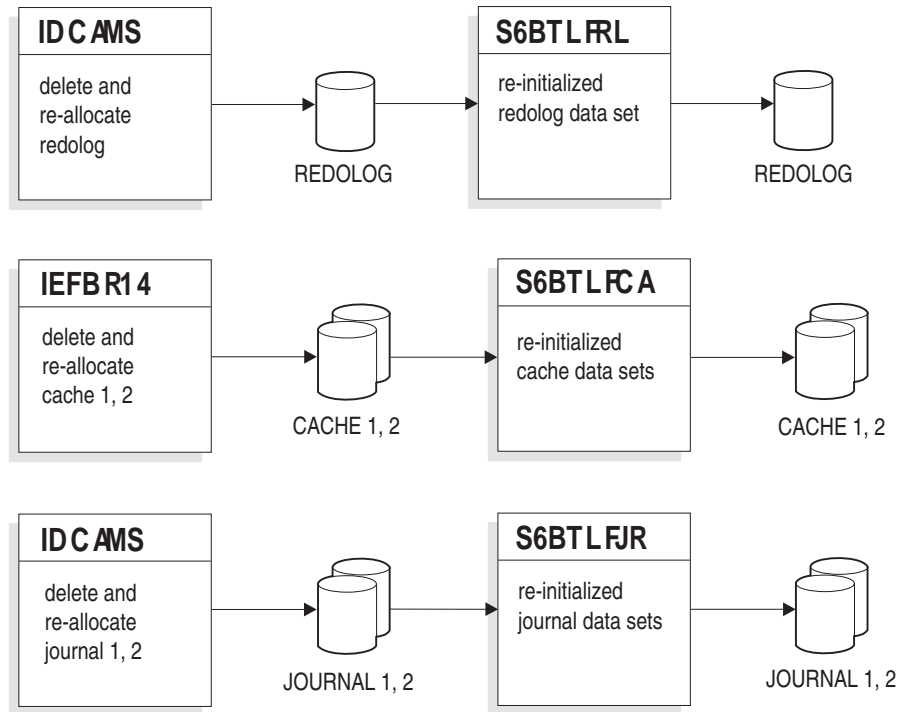 IDCAMS
delete and
re-allocate
redolog
REDOLOG
S6BTLFRL
re-initialized
redolog data set
REDOLOG
IEFBR14
delete and
re-allocate
cache 1, 2
CACHE 1, 2
S6BTLFCA
re-initialized
cache data sets
CACHE 1, 2
IDCAMS
delete and
re-allocate
journal 1, 2
JOURNAL 1, 2
S6BTLFJR
re-initialized
journal data sets
JOURNAL 1, 2